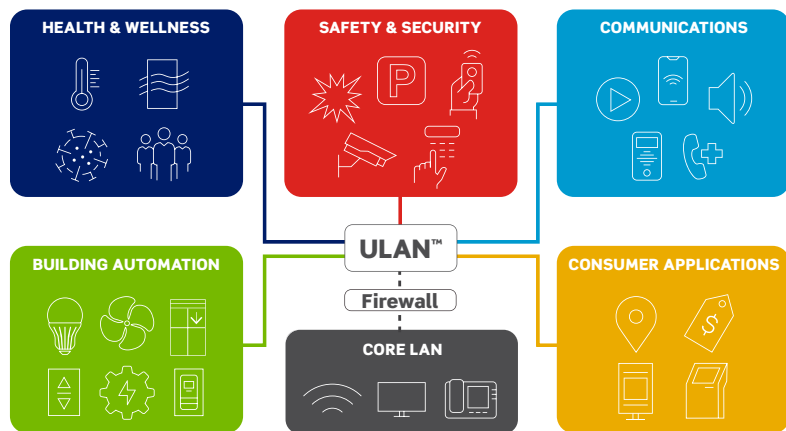 HEALTH & WELLNESS
SAFETY & SECURITY
P
COMMUNICATIONS
ULAN™
BUILDING AUTOMATION
CONSUMER APPLICATIONS
$
Firewall
CORE LAN